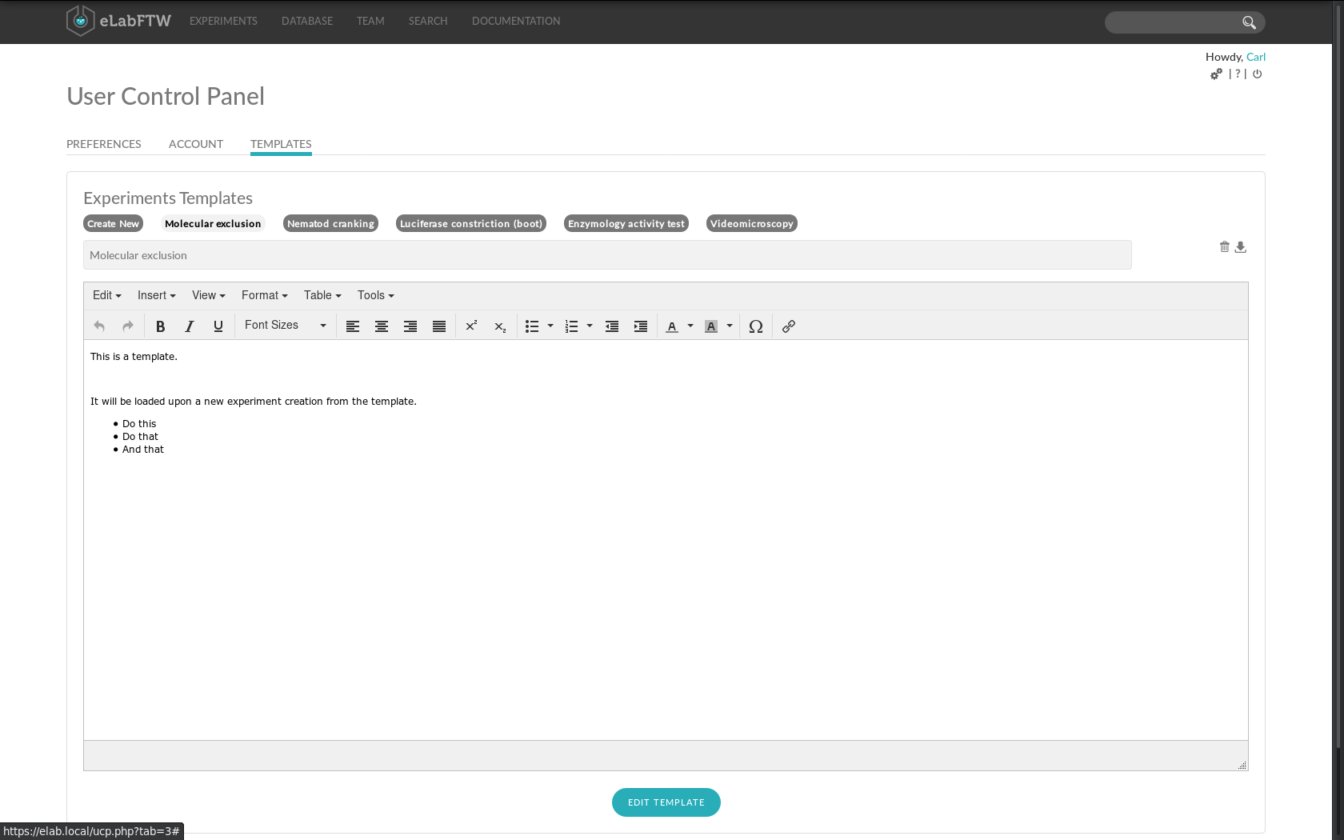 eLabFTW EXPERIMENTS DATABASE TEAM SEARCH DOCUMENTATION
Howdy, Carl
| ? |
User Control Panel
PREFERENCES ACCOUNT TEMPLATES
Experiments Templates
Create New Molecular exclusion Nematod cranking Luciferase constriction (boot) Enzymology activity test Videomicroscopy
Molecular exclusion
Edit Insert View Format Table Tools
B I U Font Sizes x² x₂ A A Ω
This is a template.
It will be loaded upon a new experiment creation from the template.
• Do this
• Do that
• And that
EDIT TEMPLATE
https://elab.local/ucp.php?tab=3#